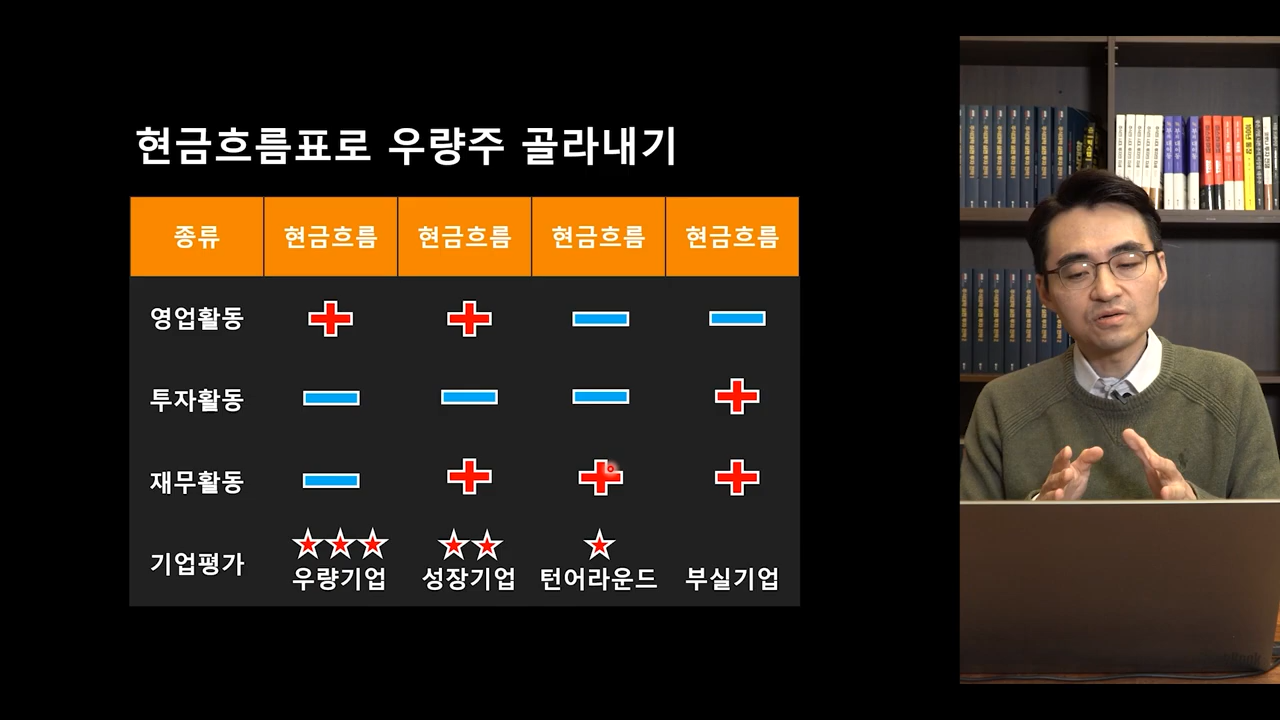 현금흐름표로 우량주 골라내기
종류 현금흐름 현금흐름 현금흐름 현금흐름
영업활동
투자활동
재무활동
기업평가 우량기업 성장기업 턴어라운드 부실기업